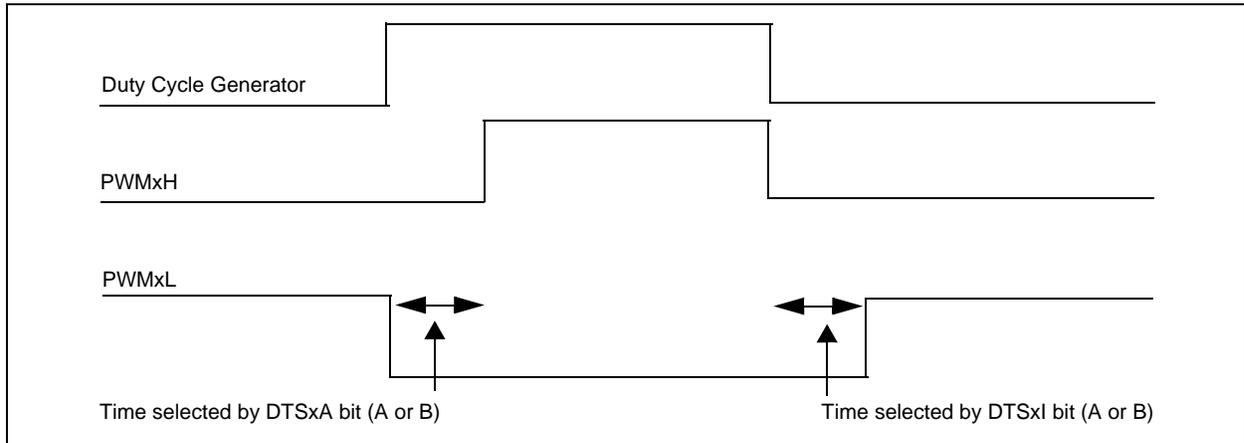 Duty Cycle Generator
PWMxH
PWMxL
Time selected by DTSxA bit (A or B)
Time selected by DTSxI bit (A or B)